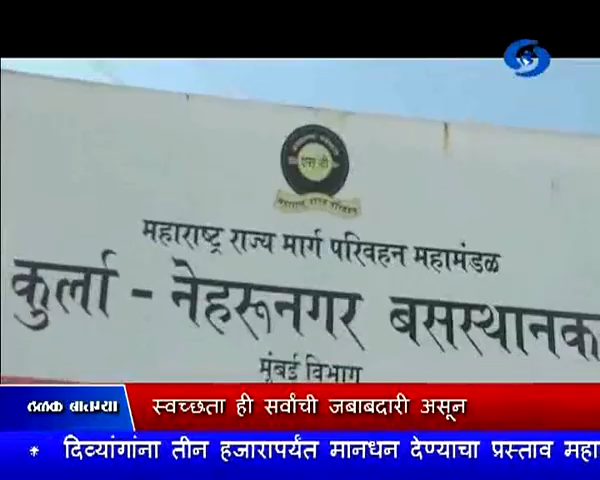 महाराष्ट्र राज्य मार्ग परिवहन महामंडळ
कुर्ला - नेहरूनगर बसस्थानक
मुंबई विभाग
ठळक बातम्या
स्वच्छता ही सर्वांची जबाबदारी असून
* दिव्यांगांना तीन हजारापर्यंत मानधन देण्याचा प्रस्ताव महा